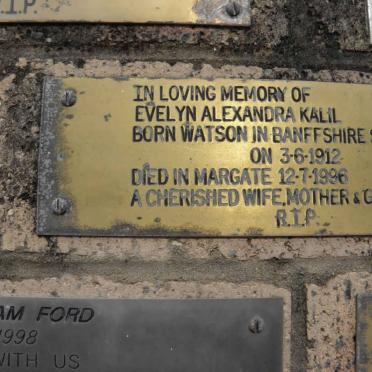 R.I.P.
IN LOVING MEMORY OF
EVELYN ALEXANDRA KALIL
BORN WATSON IN BANFFSHIRE
ON 3-6-1912
DIED IN MARGATE 12-7-1996
A CHERISHED WIFE, MOTHER &
R.I.P.
FORD
1998
WITH US